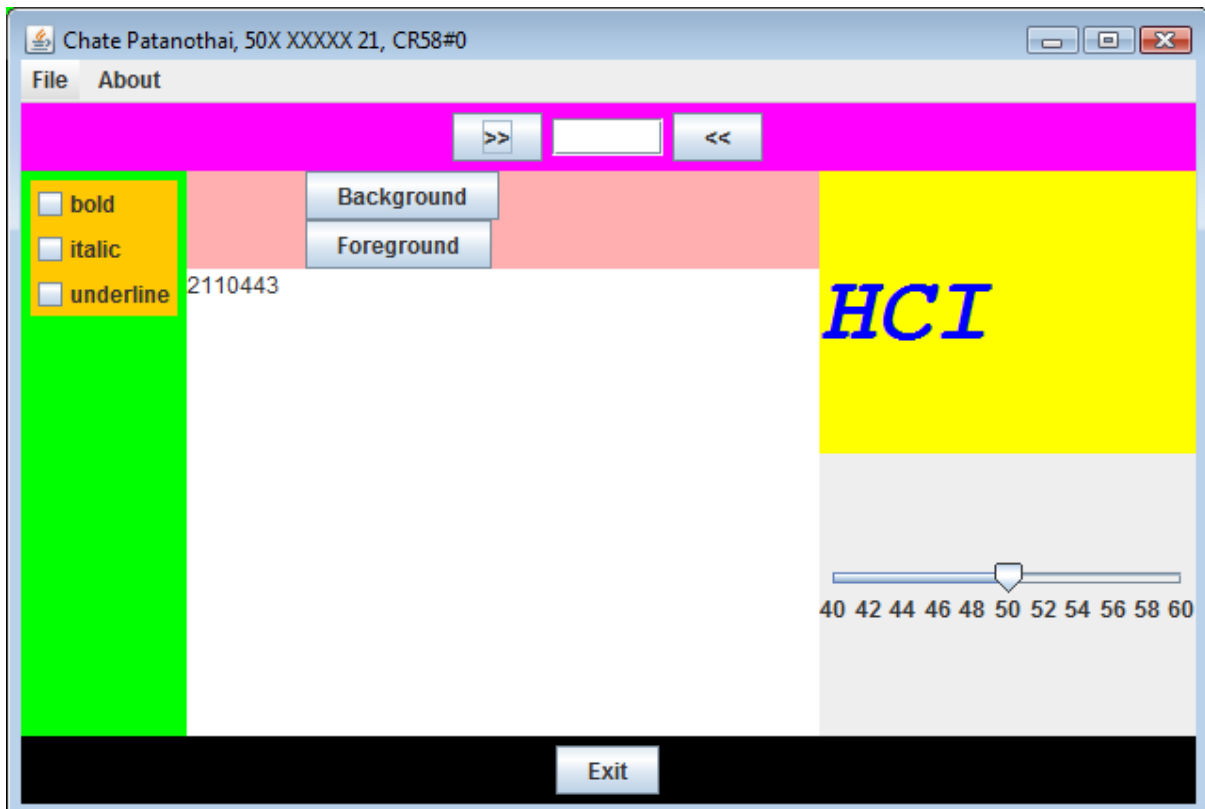 Chate Patanothai, 50X XXXXX 21, CR58#0
File About
>> <<
bold
italic
underline
Background
Foreground
2110443
HCI
40 42 44 46 48 50 52 54 56 58 60
Exit